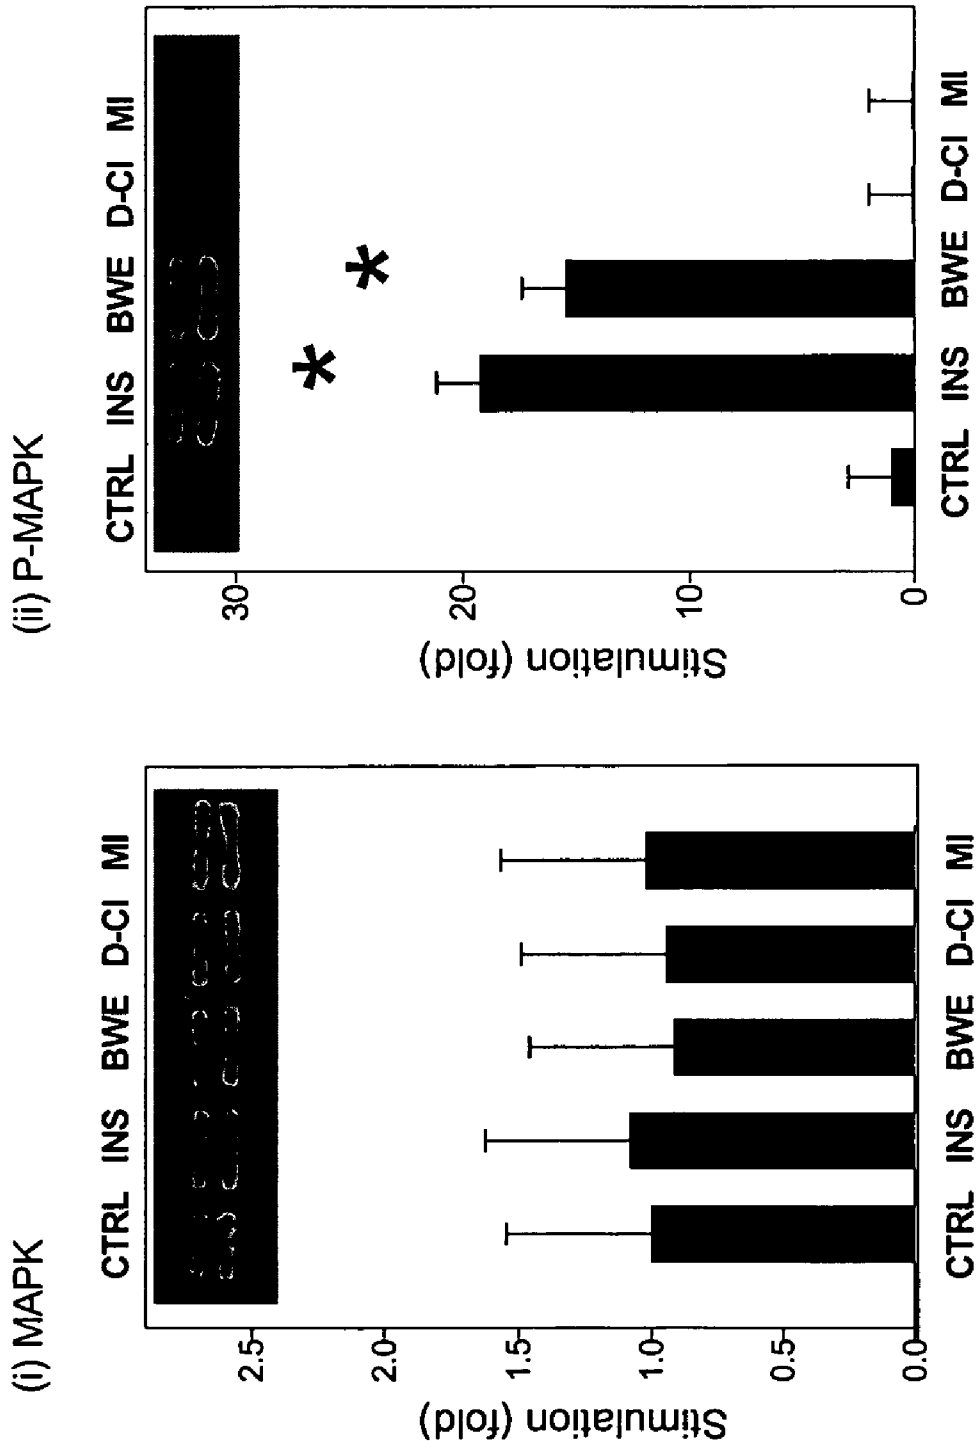 (i) MAPK
CTRL INS BWE D-CI MI
2.5
2.0
1.5
1.0
0.5
0.0
Stimulation (fold)
CTRL INS BWE D-CI MI
(ii) P-MAPK
CTRL INS BWE D-CI MI
30
*
*
20
10
0
Stimulation (fold)
CTRL INS BWE D-CI MI